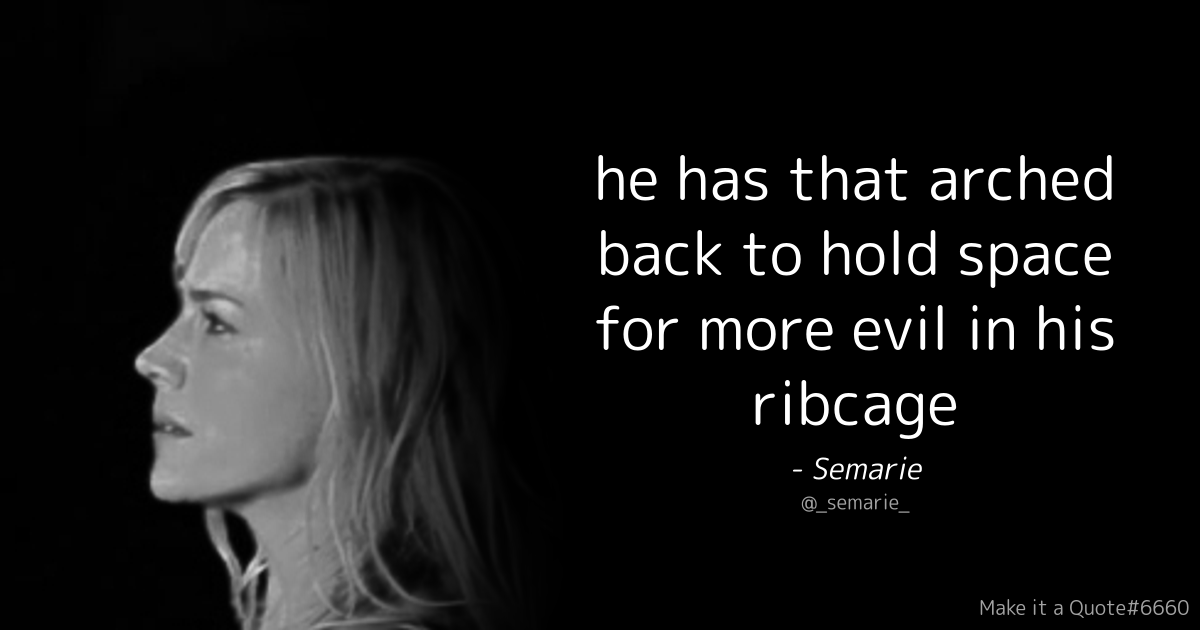 he has that arched
back to hold space
for more evil in his
ribcage
- Semarie
@_semarie_
Make it a Quote#6660